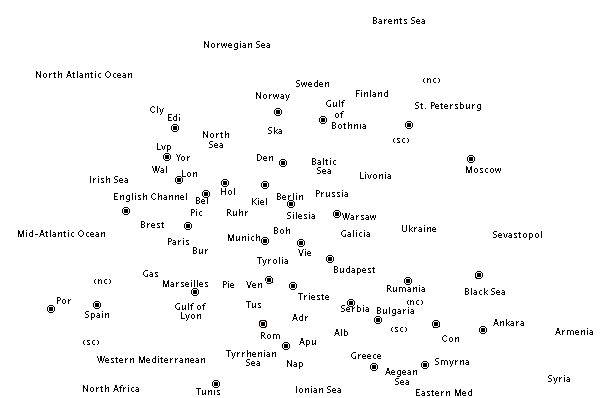 Barents Sea
Norwegian Sea
North Atlantic Ocean
(nc)
Sweden
Finland
Norway
Gulf
of
Bothnia
St. Petersburg
Cly
Edi
Ska
North
Sea
(sc)
Lvp
Yor
Den
Baltic
Sea
Wal
Lon
Livonia
Moscow
Irish Sea
English Channel
Bel
Hol
Kiel
Berlin
Prussia
Pic
Ruhr
Silesia
Warsaw
Brest
Mid-Atlantic Ocean
Paris
Bur
Munich
Boh
Galicia
Ukraine
Sevastopol
Vie
Tyrolia
Budapest
Gas
(nc)
Marseilles
Pie
Ven
Trieste
Rumania
Black Sea
Por
Spain
Gulf of
Lyon
Tus
Adr
Serbia
(nc)
Bulgaria
(sc)
Rom
Apu
Alb
Con
Ankara
Armenia
(sc)
Western Mediterranean
Tyrrhenian
Sea
Nap
Greece
Aegean
Sea
Smyrna
Syria
North Africa
Tunis
Ionian Sea
Eastern Med